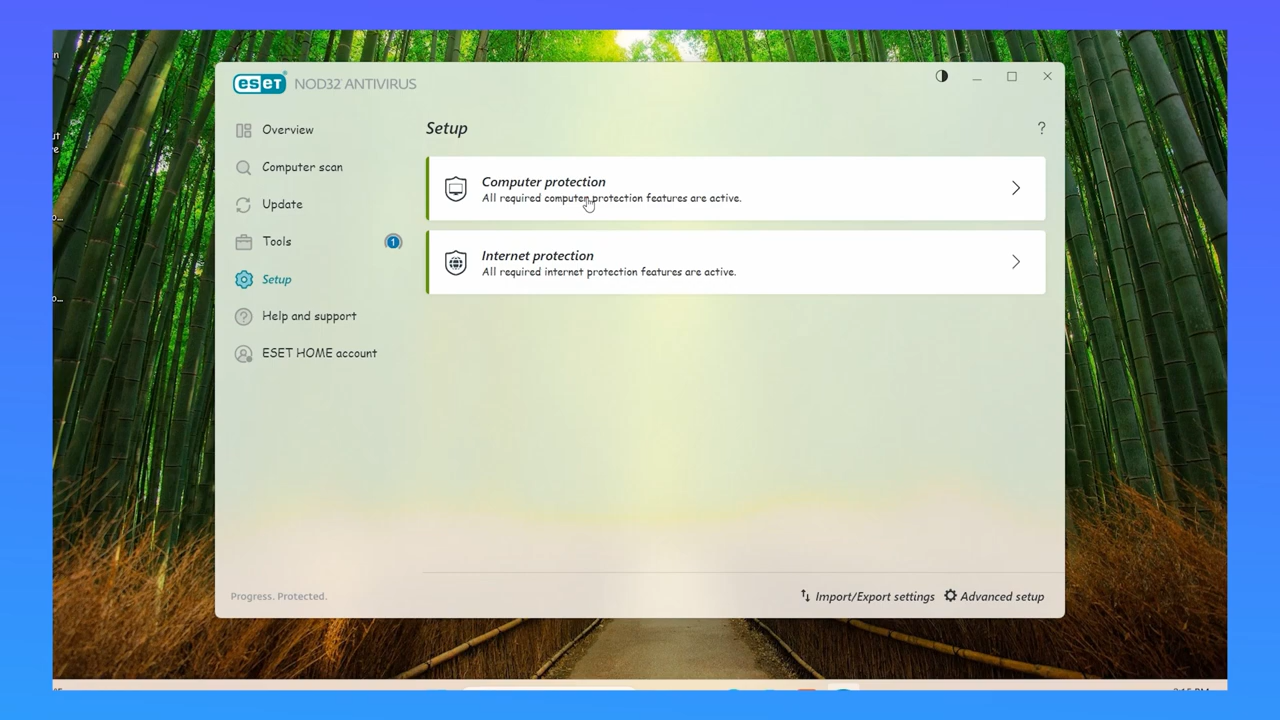 eset NOD32 ANTIVIRUS
Overview
Computer scan
Update
Tools
1
Setup
Help and support
ESET HOME account
Setup
?
Computer protection
All required computer protection features are active.
Internet protection
All required internet protection features are active.
Progress. Protected.
Import/Export settings
Advanced setup